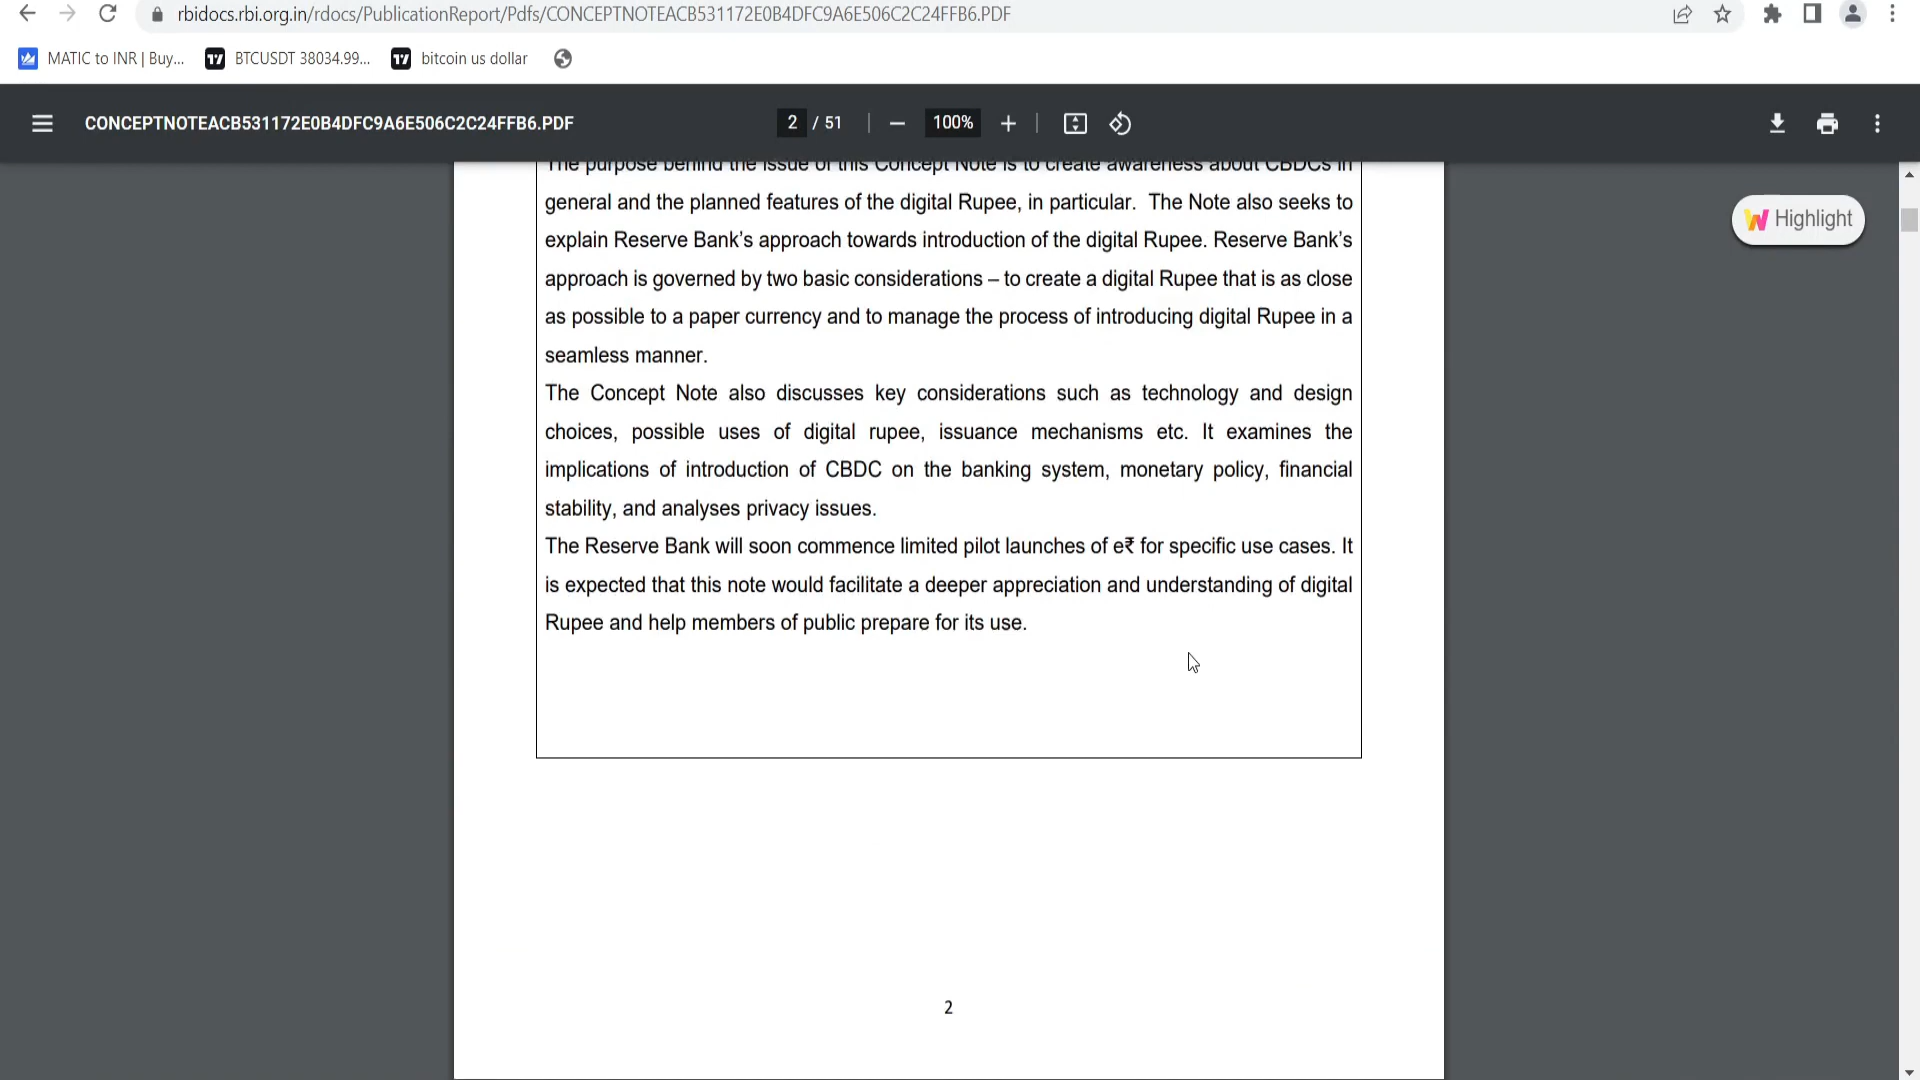 rbidocs.rbi.org.in/rdocs/PublicationReport/Pdfs/CONCEPTNOTEACB531172E0B4DFC9A6E506C2C24FFB6.PDF
MATIC to INR | Buy... BTCUSDT 38034.99... bitcoin us dollar
CONCEPTNOTEACB531172E0B4DFC9A6E506C2C24FFB6.PDF 2 / 51 100%
The purpose behind the issue of this Concept Note is to create awareness about CBDCs in
general and the planned features of the digital Rupee, in particular. The Note also seeks to
explain Reserve Bank’s approach towards introduction of the digital Rupee. Reserve Bank’s
approach is governed by two basic considerations – to create a digital Rupee that is as close
as possible to a paper currency and to manage the process of introducing digital Rupee in a
seamless manner.
The Concept Note also discusses key considerations such as technology and design
choices, possible uses of digital rupee, issuance mechanisms etc. It examines the
implications of introduction of CBDC on the banking system, monetary policy, financial
stability, and analyses privacy issues.
The Reserve Bank will soon commence limited pilot launches of e₹ for specific use cases. It
is expected that this note would facilitate a deeper appreciation and understanding of digital
Rupee and help members of public prepare for its use.
2
Highlight